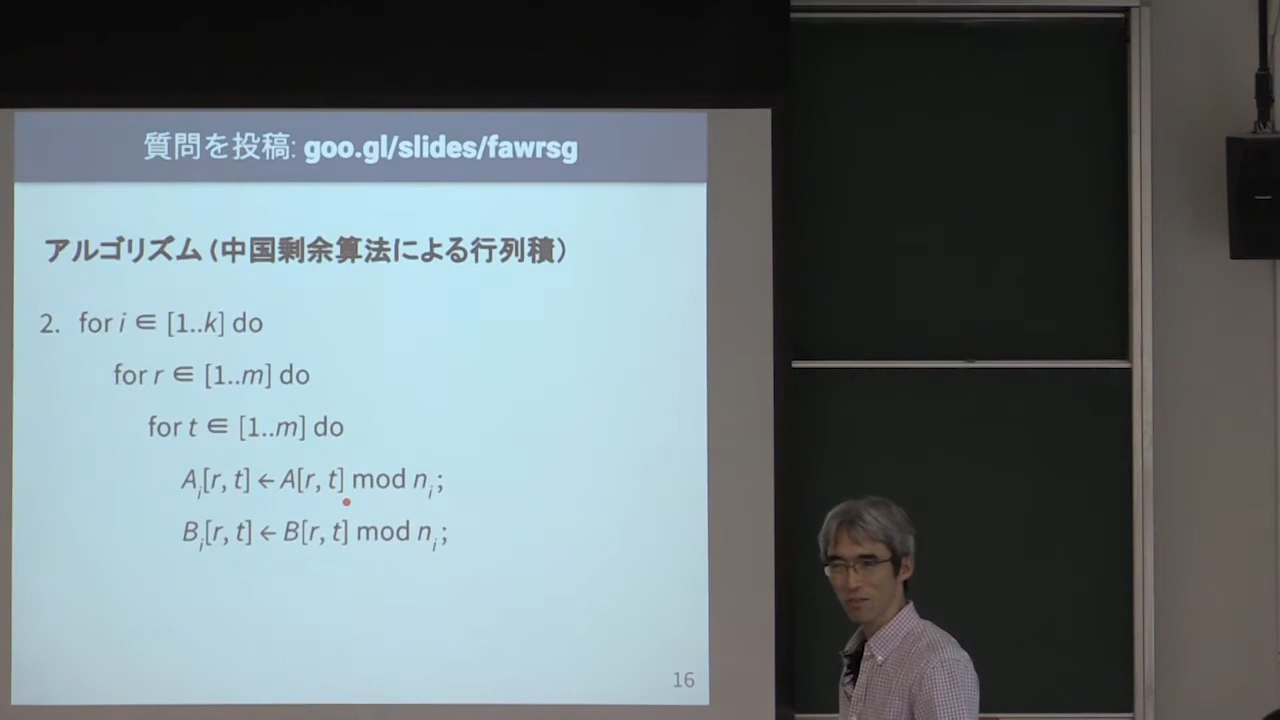 質問を投稿: goo.gl/slides/fawrsg
アルゴリズム (中国剰余算法による行列積)
2. for i ∈ [1..k] do
for r ∈ [1..m] do
for t ∈ [1..m] do
Aᵢ[r, t] ← A[r, t] mod nᵢ;
Bᵢ[r, t] ← B[r, t] mod nᵢ;
16